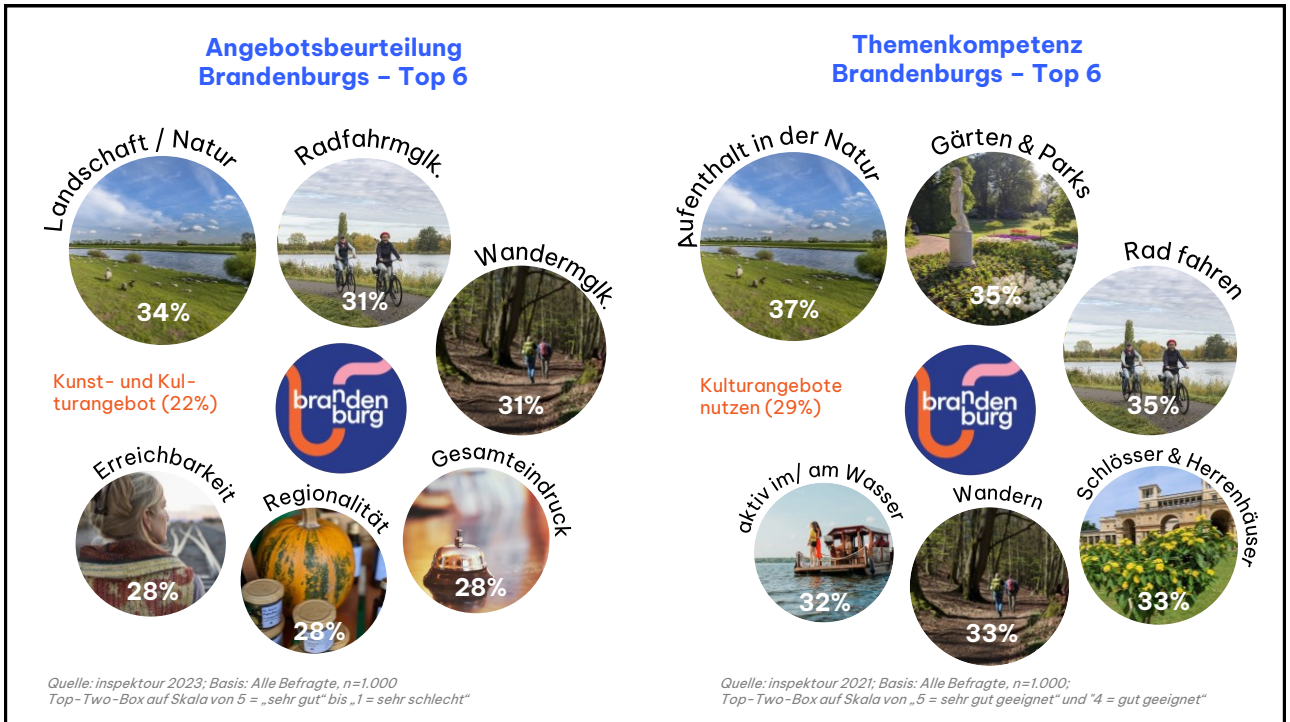 Angebotsbeurteilung
Brandenburgs – Top 6
Landschaft / Natur
34%
Radfahrmglk.
31%
Wandermglk.
31%
Kunst- und Kul-
turangebot (22%)
branden
burg
Erreichbarkeit
28%
Regionalität
28%
Gesamteindruck
28%
Quelle: inspektour 2023; Basis: Alle Befragte, n=1.000
Top-Two-Box auf Skala von 5 = „sehr gut“ bis „1 = sehr schlecht“
Themenkompetenz
Brandenburgs – Top 6
Aufenthalt in der Natur
37%
Gärten & Parks
35%
Rad fahren
35%
Kulturangebote
nutzen (29%)
branden
burg
aktiv im/ am Wasser
32%
Wandern
33%
Schlösser & Herrenhäuser
33%
Quelle: inspektour 2021; Basis: Alle Befragte, n=1.000;
Top-Two-Box auf Skala von „5 = sehr gut geeignet“ und "4 = gut geeignet“